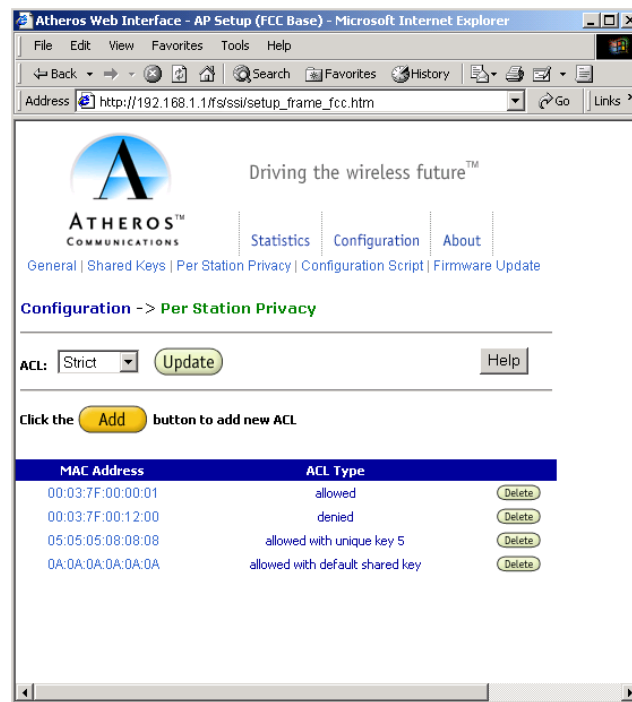 Atheros Web Interface - AP Setup (FCC Base) - Microsoft Internet Explorer
File Edit View Favorites Tools Help
Back Search Favorites History
Address http://192.168.1.1/fs/ssi/setup_frame_fcc.htm Go Links
Driving the wireless future™
ATHEROS™
COMMUNICATIONS
Statistics Configuration About
General | Shared Keys | Per Station Privacy | Configuration Script | Firmware Update
Configuration -> Per Station Privacy
ACL: Strict Update Help
Click the Add button to add new ACL
MAC Address ACL Type
00:03:7F:00:00:01 allowed Delete
00:03:7F:00:12:00 denied Delete
05:05:05:08:08:08 allowed with unique key 5 Delete
0A:0A:0A:0A:0A:0A allowed with default shared key Delete